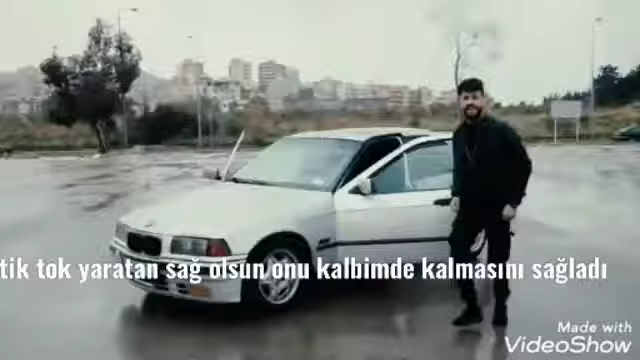 tik tok yaratan sağ olsun onu kalbimde kalmasını sağladı
Made with
VideoShow